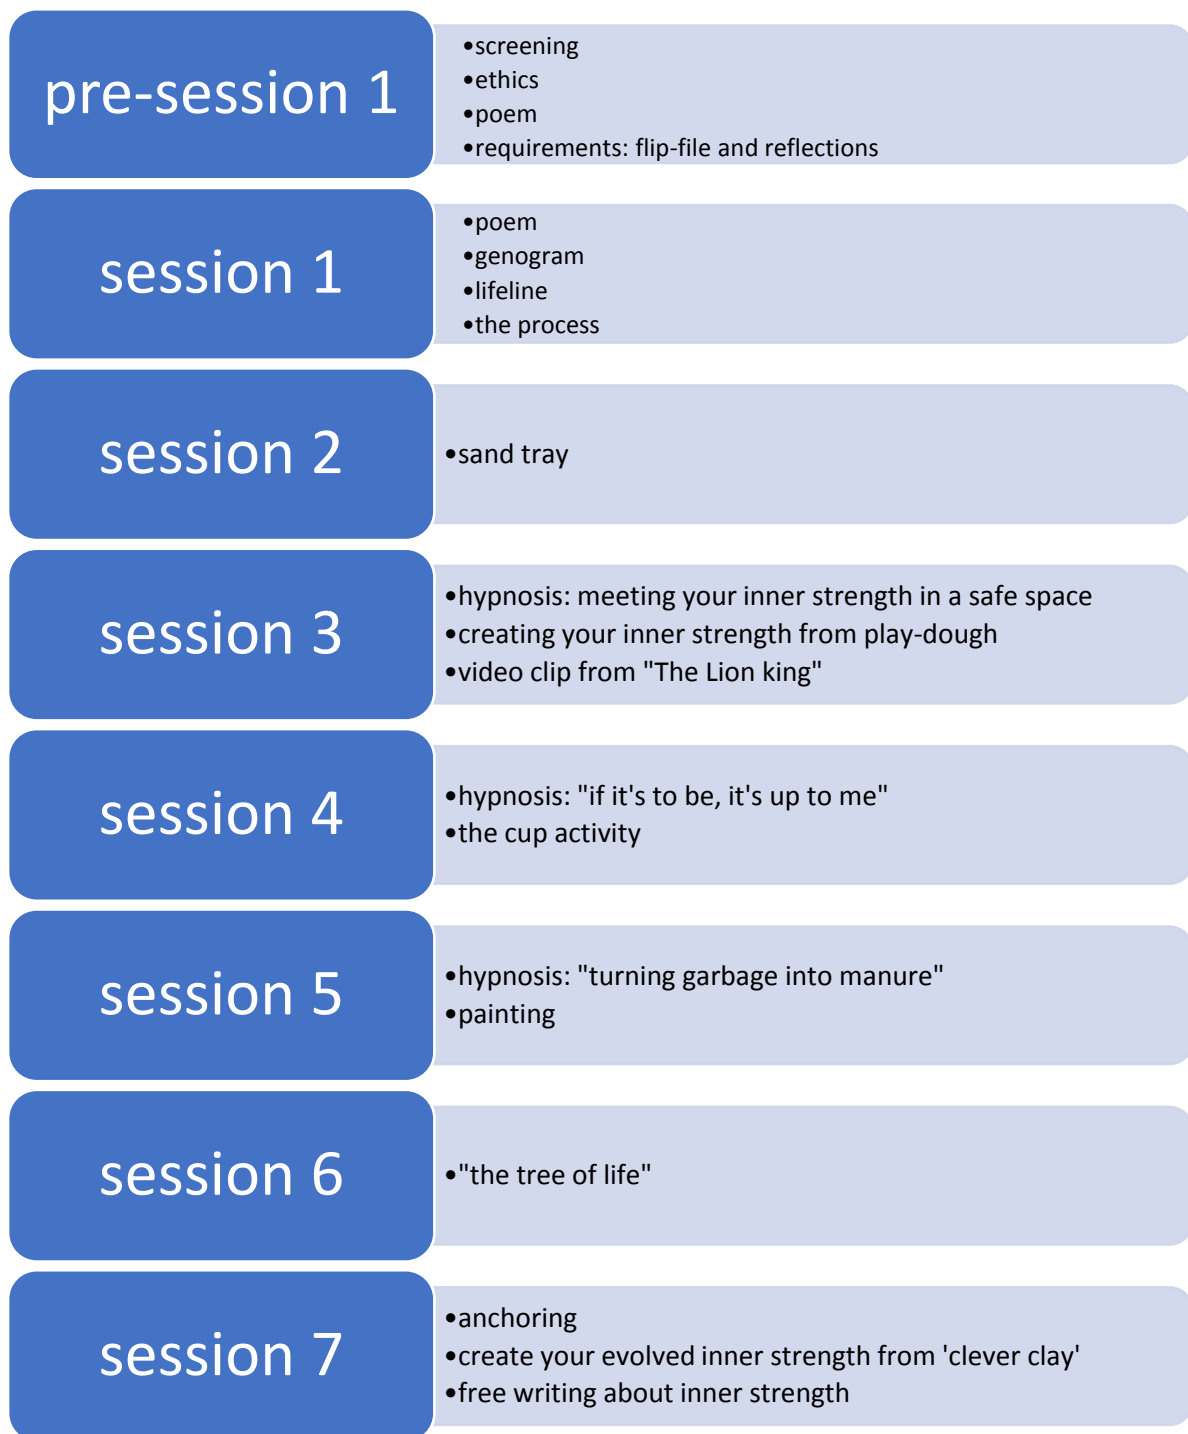 pre-session 1
•screening
•ethics
•poem
•requirements: flip-file and reflections
session 1
•poem
•genogram
•lifeline
•the process
session 2
•sand tray
session 3
•hypnosis: meeting your inner strength in a safe space
•creating your inner strength from play-dough
•video clip from "The Lion king"
session 4
•hypnosis: "if it's to be, it's up to me"
•the cup activity
session 5
•hypnosis: "turning garbage into manure"
•painting
session 6
•"the tree of life"
session 7
•anchoring
•create your evolved inner strength from 'clever clay'
•free writing about inner strength